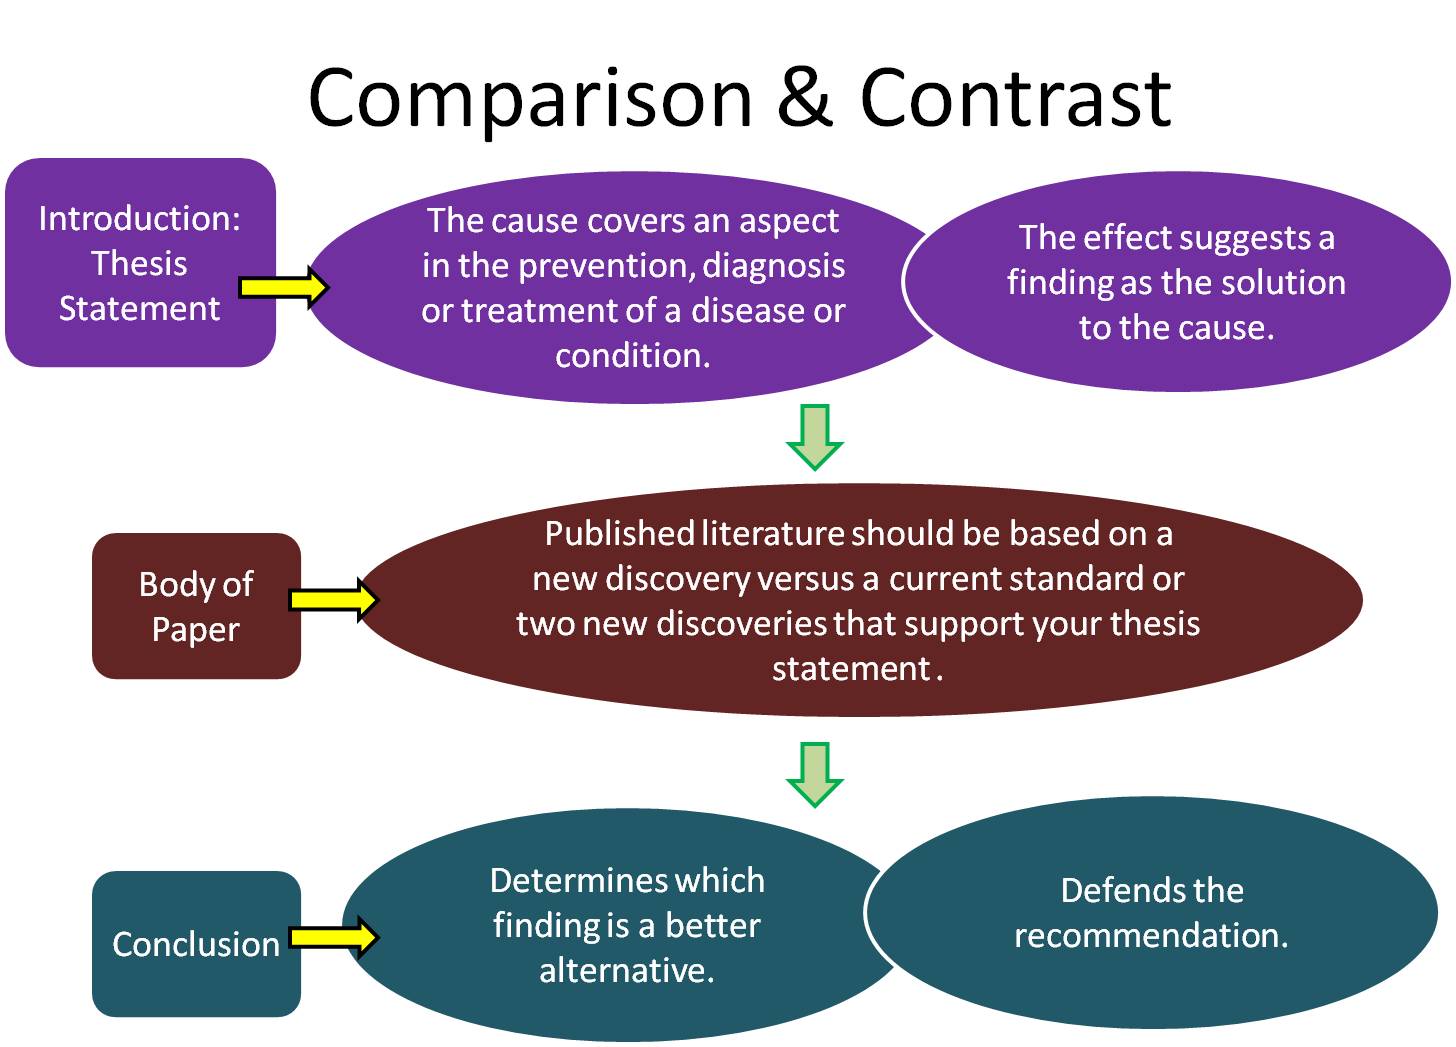 Comparison & Contrast
Introduction:
Thesis
Statement
The cause covers an aspect
in the prevention, diagnosis
or treatment of a disease or
condition.
The effect suggests a
finding as the solution
to the cause.
Body of
Paper
Published literature should be based on a
new discovery versus a current standard or
two new discoveries that support your thesis
statement .
Conclusion
Determines which
finding is a better
alternative.
Defends the
recommendation.